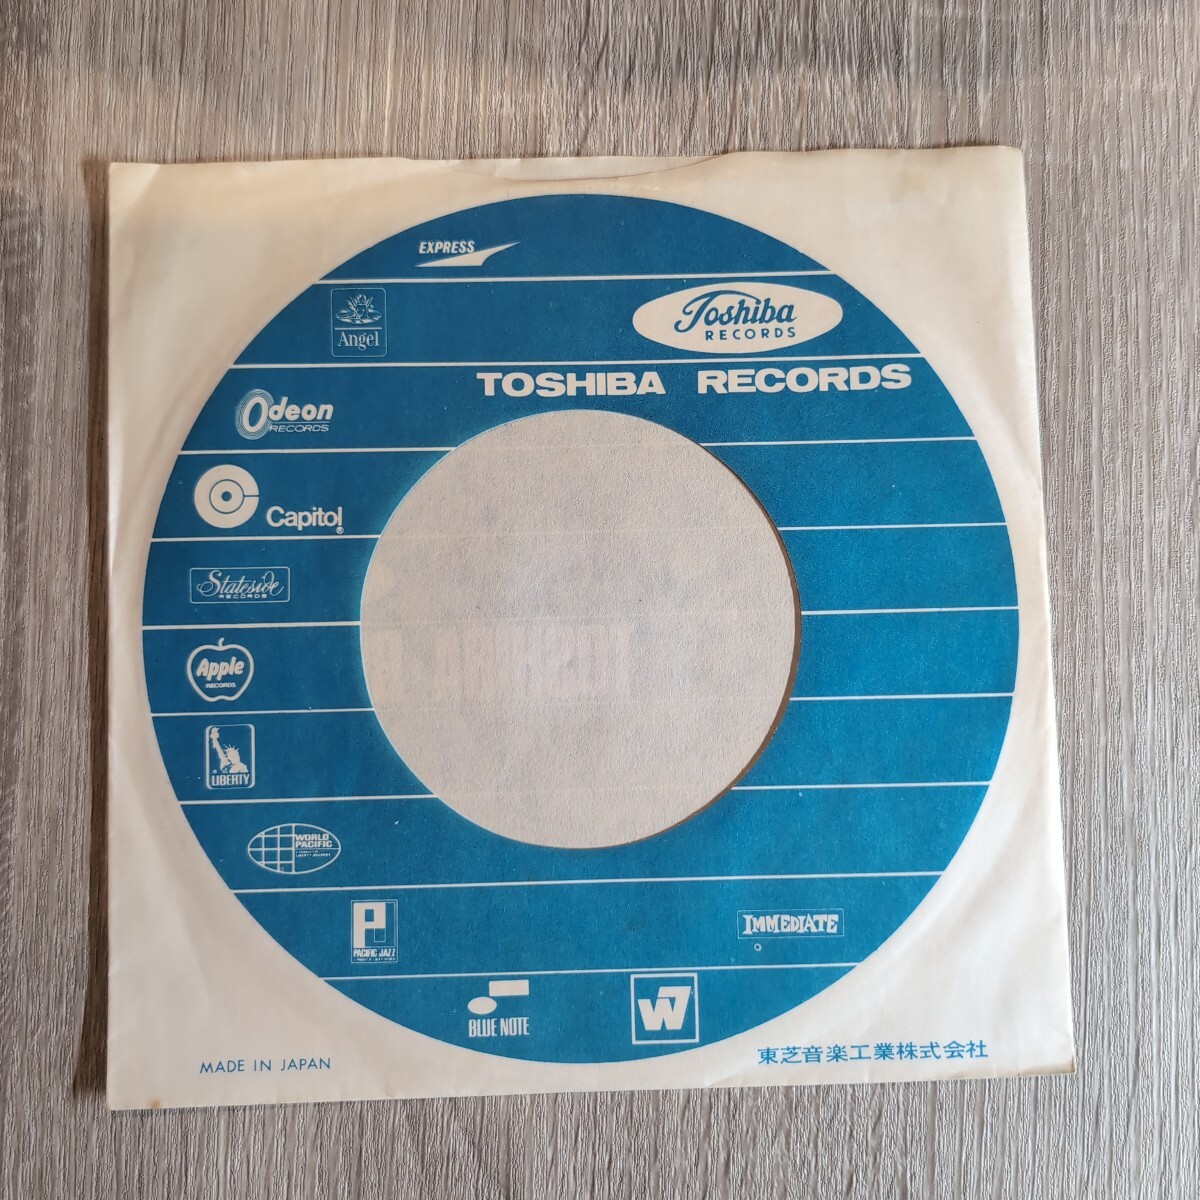 EXPRESS
Toshiba
RECORDS
Angel
TOSHIBA RECORDS
Odeon
RECORDS
Capitol
®
Stateside
RECORDS
Apple
RECORDS
LIBERTY
WORLD
PACIFIC
PACIFIC JAZZ
IMMEDIATE
BLUE NOTE
W7
MADE IN JAPAN
東芝音楽工業株式会社